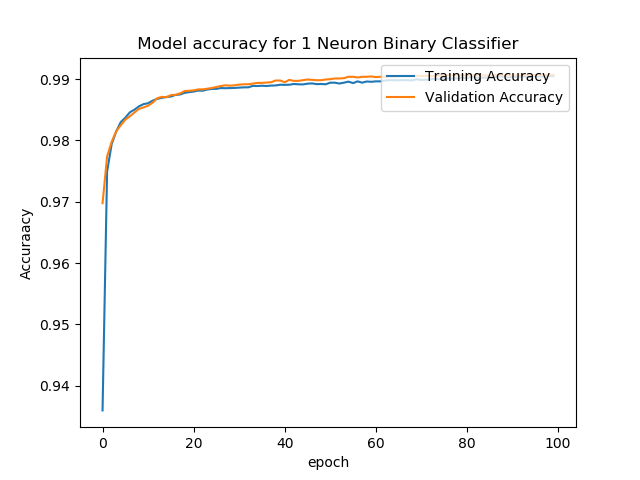 Model accuracy for 1 Neuron Binary Classifier
0.99
0.98
0.97
0.96
0.95
0.94
Accuraacy
Training Accuracy
Validation Accuracy
0
20
40
60
80
100
epoch